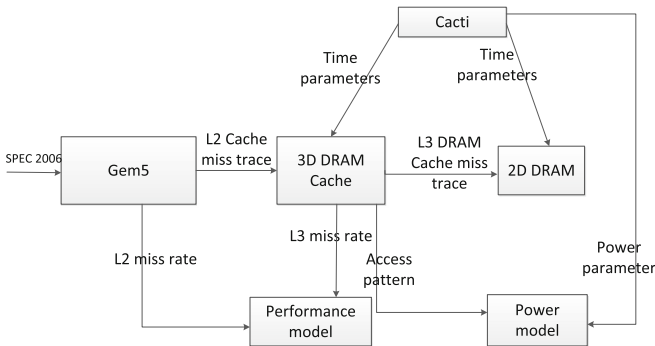 Cacti
Time
parameters
Time
parameters
SPEC 2006
Gem5
L2 Cache
miss trace
3D DRAM
Cache
L3 DRAM
Cache miss
trace
2D DRAM
L2 miss rate
L3 miss rate
Access
pattern
Power
parameter
Performance
model
Power
model